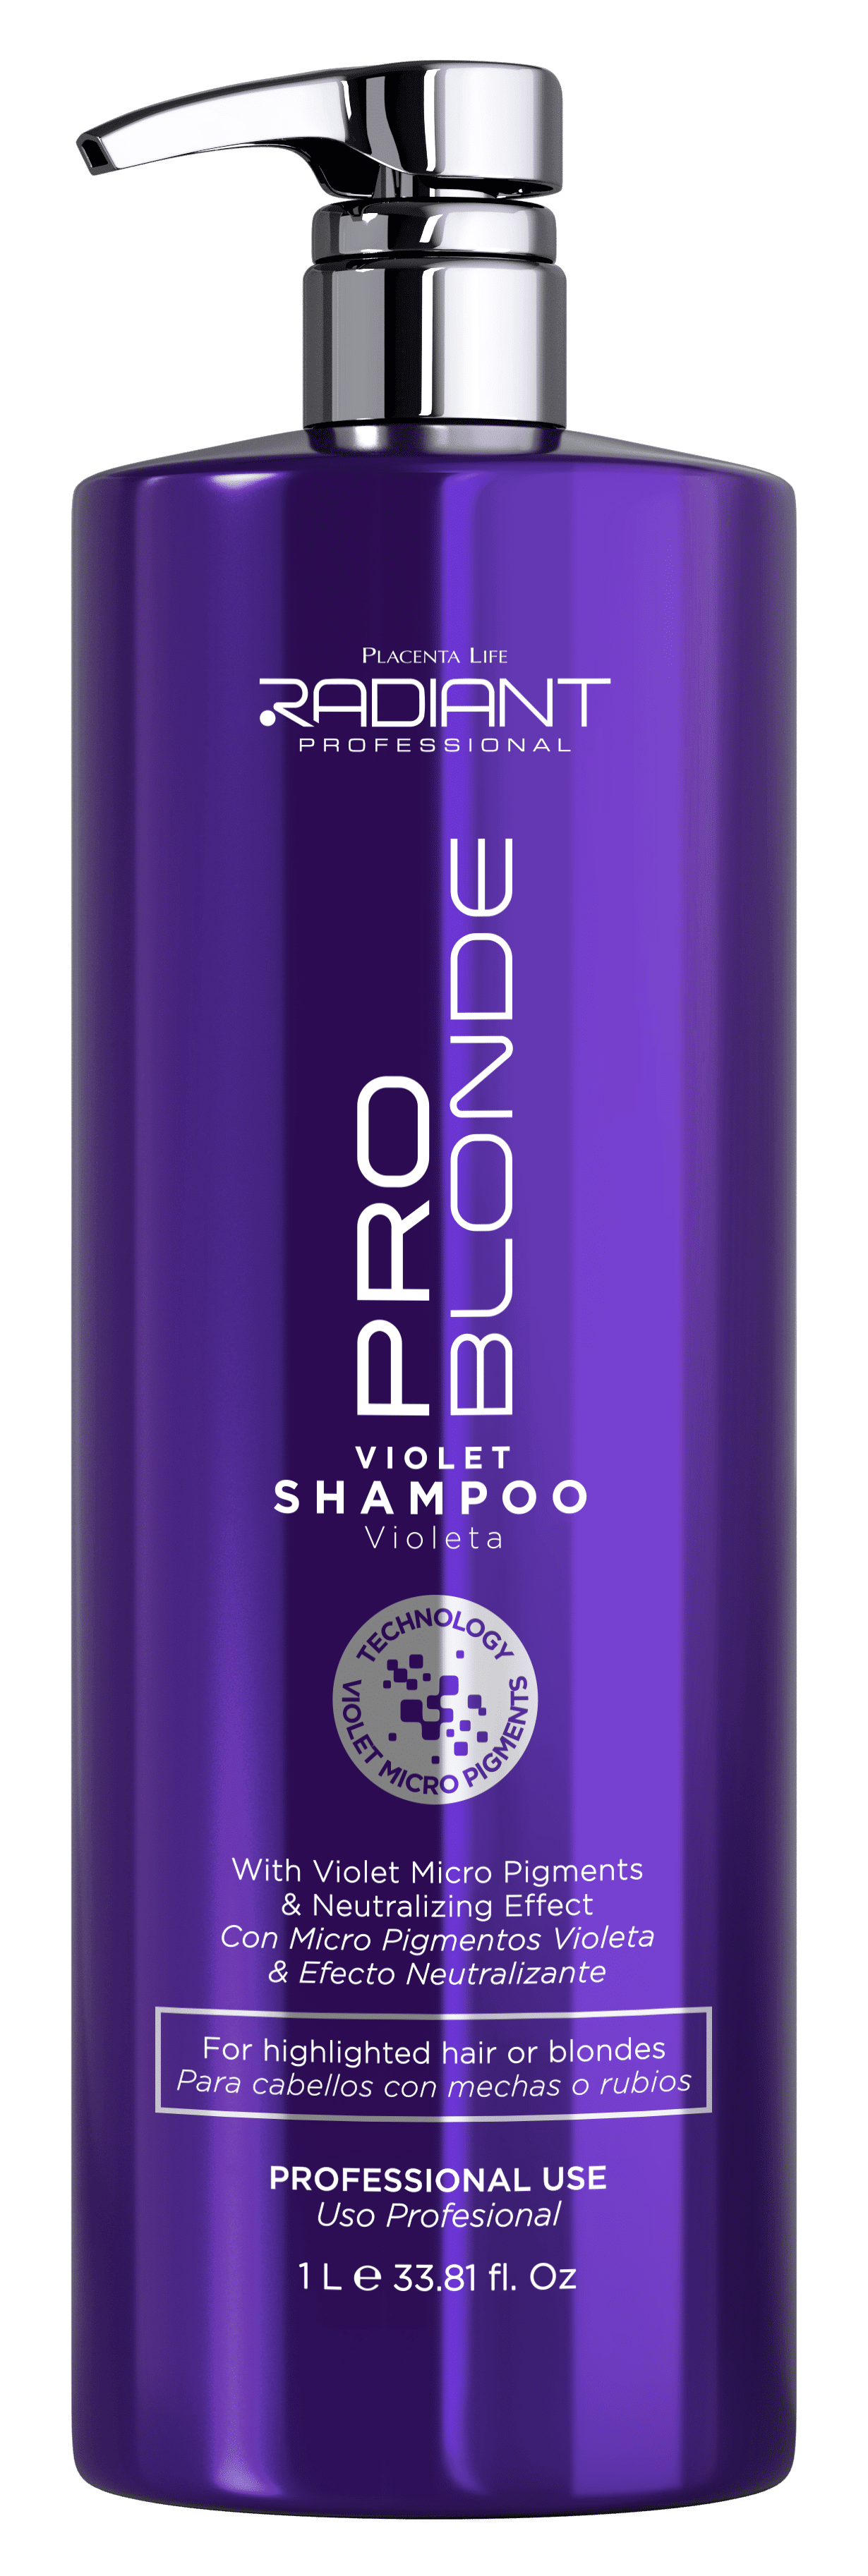 PLACENTA LIFE
RADIANT
PROFESSIONAL
PRO
BLONDE
VIOLET
SHAMPOO
Violeta
TECHNOLOGY
VIOLET MICRO PIGMENTS
With Violet Micro Pigments
& Neutralizing Effect
Con Micro Pigmentos Violeta
& Efecto Neutralizante
For highlighted hair or blondes
Para cabellos con mechas o rubios
PROFESSIONAL USE
Uso Profesional
1 L ℮ 33.81 fl. Oz